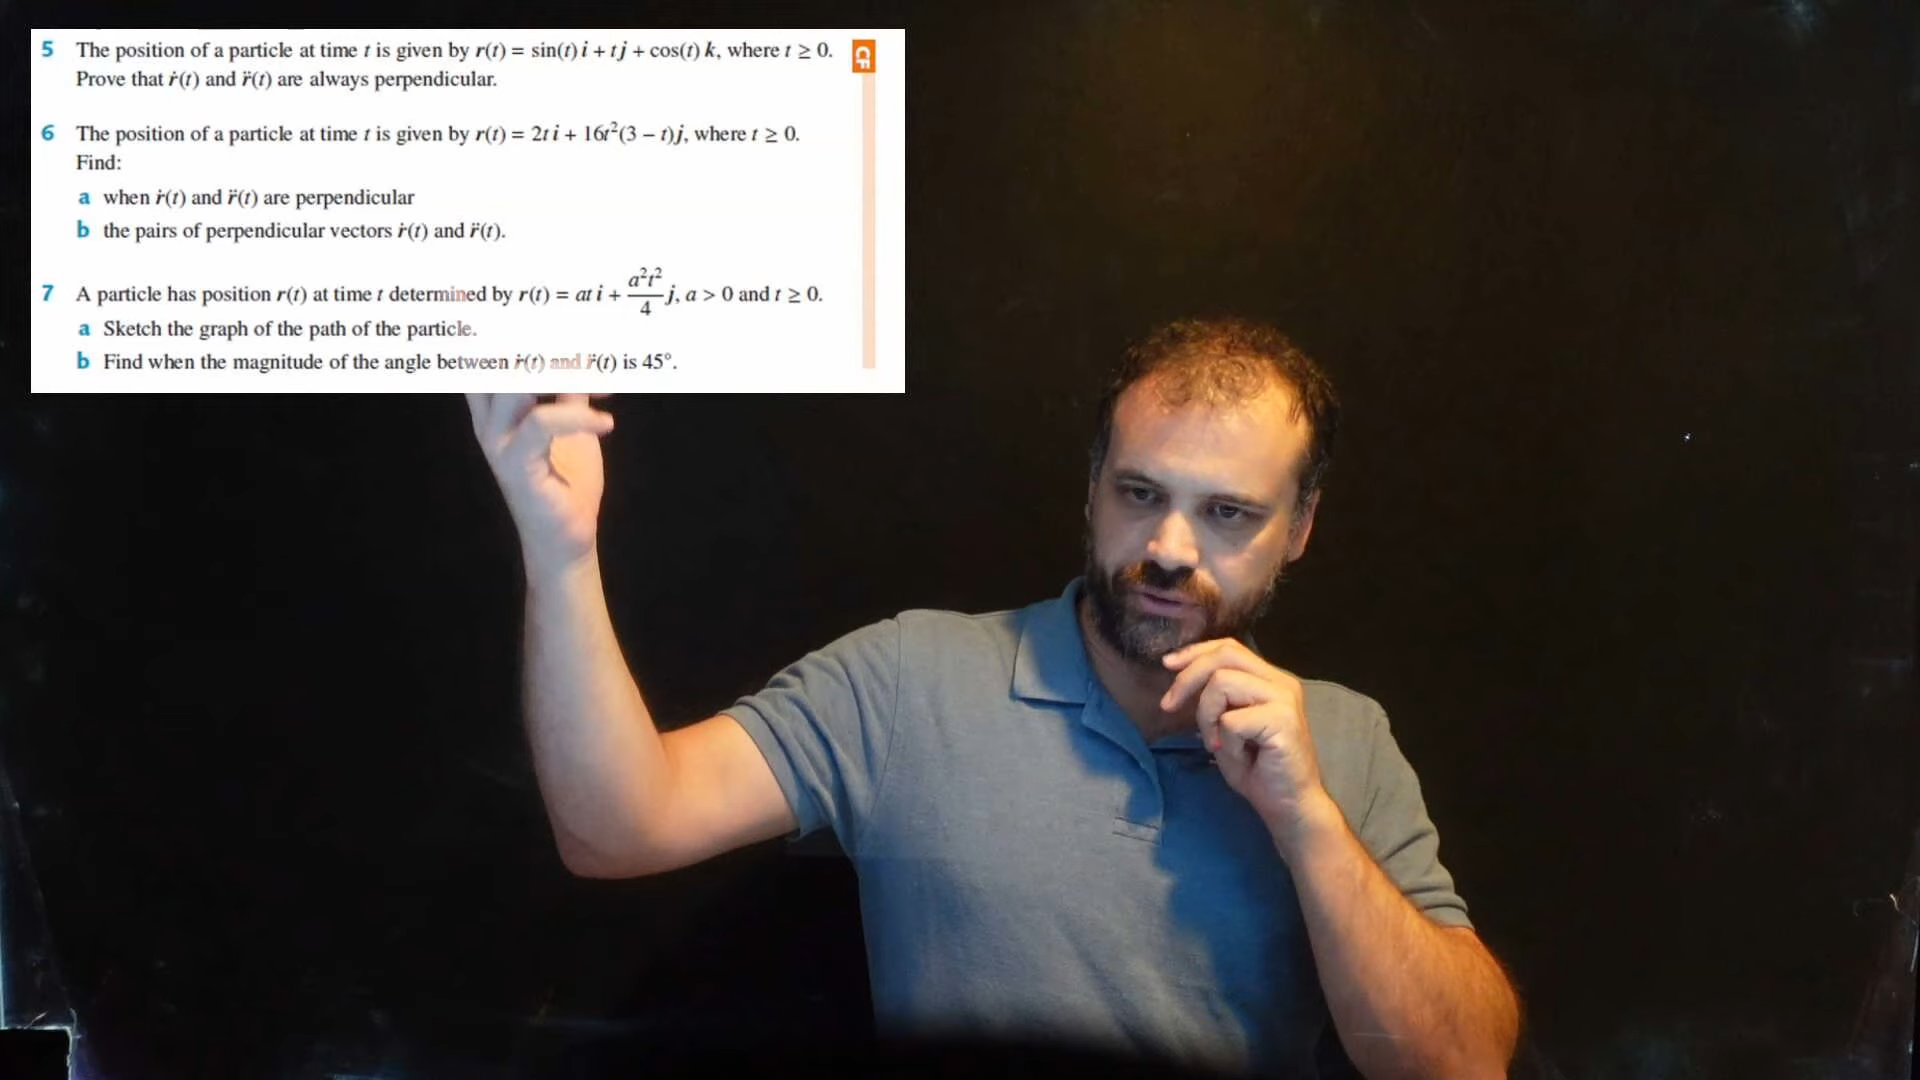 5 The position of a particle at time t is given by r(t) = sin(t) i + t j + cos(t) k, where t ≥ 0.
CF
Prove that ṙ(t) and r̈(t) are always perpendicular.
6 The position of a particle at time t is given by r(t) = 2t i + 16t²(3 – t)j, where t ≥ 0.
Find:
a when ṙ(t) and r̈(t) are perpendicular
b the pairs of perpendicular vectors ṙ(t) and r̈(t).
7 A particle has position r(t) at time t determined by r(t) = at i + a²t²/4 j, a > 0 and t ≥ 0.
a Sketch the graph of the path of the particle.
b Find when the magnitude of the angle between ṙ(t) and r̈(t) is 45°.